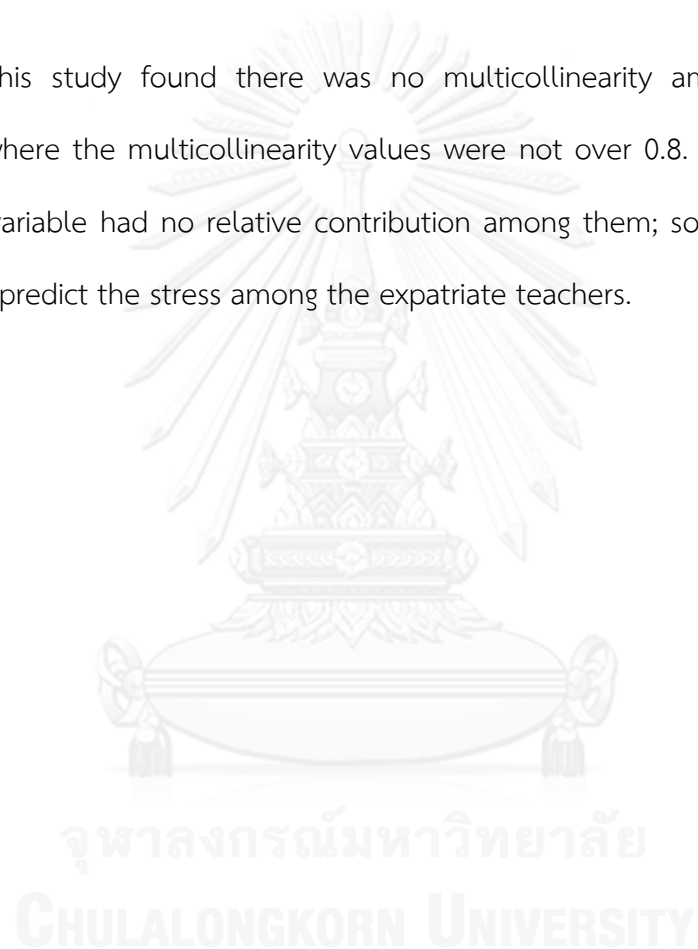 his study found there was no multicollinearity an
where the multicollinearity values were not over 0.8.
variable had no relative contribution among them; so
predict the stress among the expatriate teachers.
จุฬาลงกรณ์มหาวิทยาลัย
CHULALONGKORN UNIVERSITY